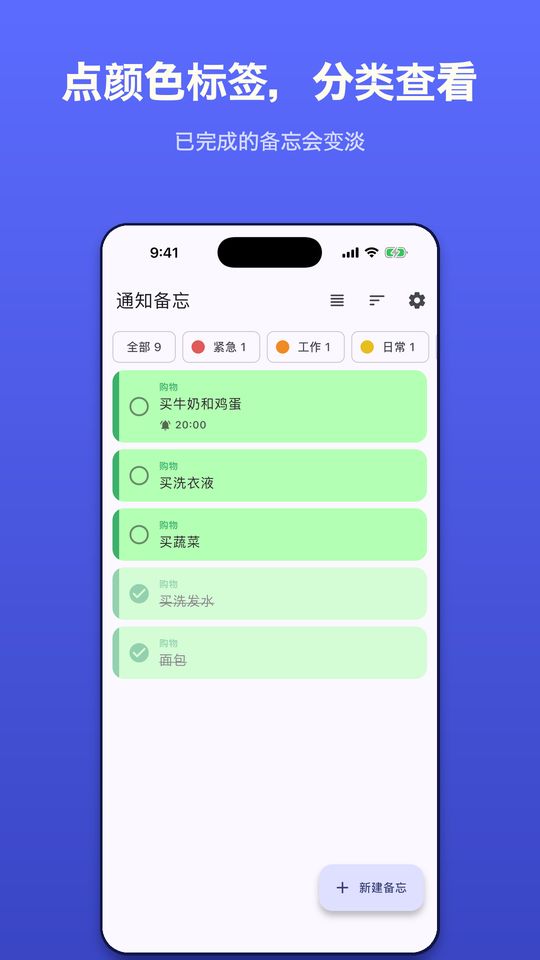 点颜色标签，分类查看
已完成的备忘会变淡
9:41
通知备忘
全部 9 紧急 1 工作 1 日常 1
购物
买牛奶和鸡蛋
20:00
购物
买洗衣液
购物
买蔬菜
购物
买洗发水
购物
面包
+ 新建备忘